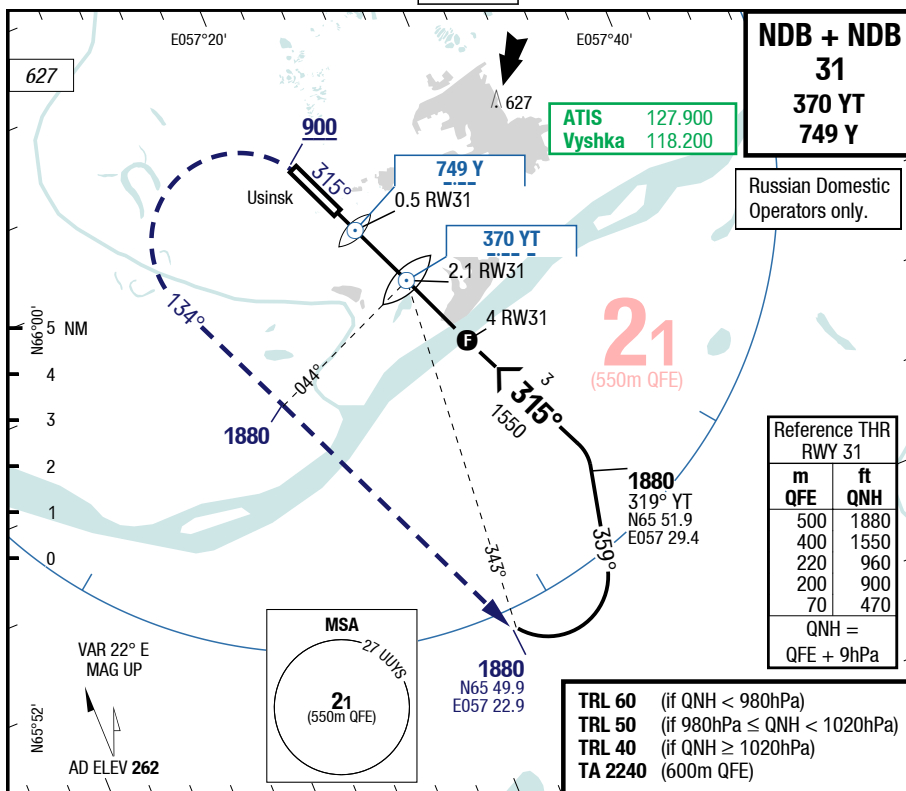 E057°20'
E057°40'
NDB + NDB
31
370 YT
749 Y
627
627
ATIS 127.900
Vyshka 118.200
900
315°
749 Y
0.5 RW31
Usinsk
Russian Domestic
Operators only.
370 YT
2.1 RW31
134°
4 RW31
F
N66°00'
5 NM
4
3
2
1
0
21
(550m QFE)
044°
1880
3
315°
1550
1880
319° YT
N65 51.9
E057 29.4
359°
343°
Reference THR
RWY 31
m ft
QFE QNH
500 1880
400 1550
220 960
200 900
70 470
QNH =
QFE + 9hPa
MSA
27 UUYS
21
(550m QFE)
1880
N65 49.9
E057 22.9
VAR 22° E
MAG UP
N65°52'
AD ELEV 262
TRL 60 (if QNH < 980hPa)
TRL 50 (if 980hPa ≤ QNH < 1020hPa)
TRL 40 (if QNH ≥ 1020hPa)
TA 2240 (600m QFE)